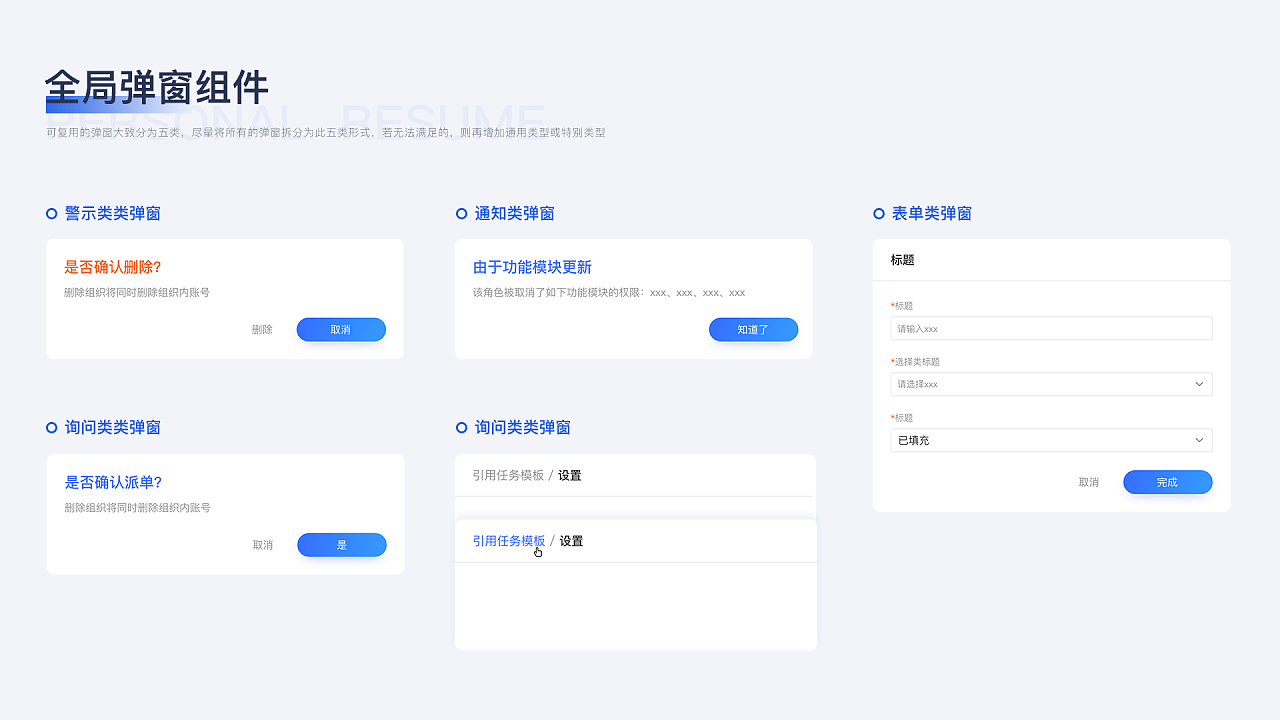 全局弹窗组件
PERSONAL RESUME
可复用的弹窗大致分为五类，尽量将所有的弹窗拆分为此五类形式，若无法满足的，则再增加通用类型或特别类型
警示类类弹窗
是否确认删除?
删除组织将同时删除组织内账号
删除 取消
通知类弹窗
由于功能模块更新
该角色被取消了如下功能模块的权限：xxx、xxx、xxx、xxx
知道了
表单类弹窗
标题
*标题
请输入xxx
*选择类标题
请选择xxx
*标题
已填充
取消 完成
询问类类弹窗
是否确认派单?
删除组织将同时删除组织内账号
取消 是
询问类类弹窗
引用任务模板 / 设置
引用任务模板 / 设置